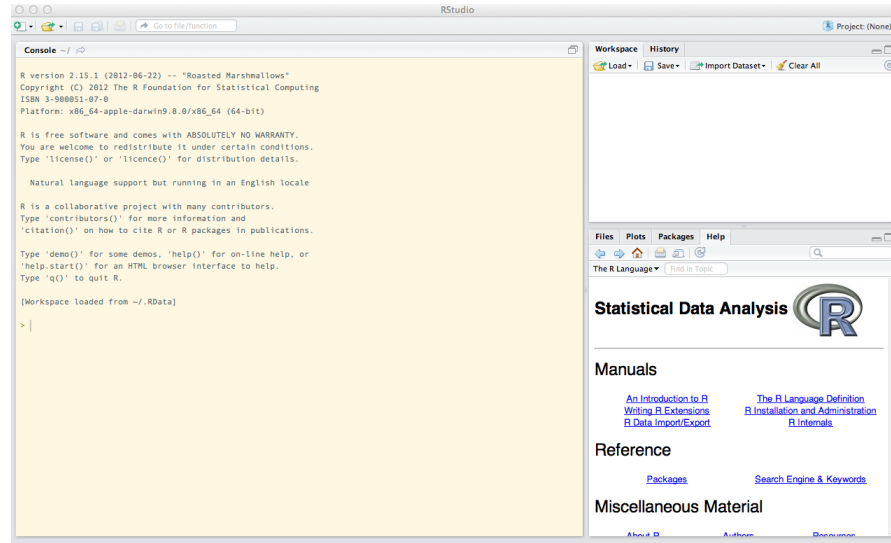 RStudio
Go to file/function
Project: (None)
Console ~/
R version 2.15.1 (2012-06-22) -- "Roasted Marshmallows"
Copyright (C) 2012 The R Foundation for Statistical Computing
ISBN 3-900051-07-0
Platform: x86_64-apple-darwin9.8.0/x86_64 (64-bit)
R is free software and comes with ABSOLUTELY NO WARRANTY.
You are welcome to redistribute it under certain conditions.
Type 'license()' or 'licence()' for distribution details.
Natural language support but running in an English locale
R is a collaborative project with many contributors.
Type 'contributors()' for more information and
'citation()' on how to cite R or R packages in publications.
Type 'demo()' for some demos, 'help()' for on-line help, or
'help.start()' for an HTML browser interface to help.
Type 'q()' to quit R.
[Workspace loaded from ~/.RData]
>
Workspace History
Load Save Import Dataset Clear All
Files Plots Packages Help
The R Language Find in Topic
Statistical Data Analysis R
Manuals
An Introduction to R The R Language Definition
Writing R Extensions R Installation and Administration
R Data Import/Export R Internals
Reference
Packages Search Engine & Keywords
Miscellaneous Material
About R Authors Resources